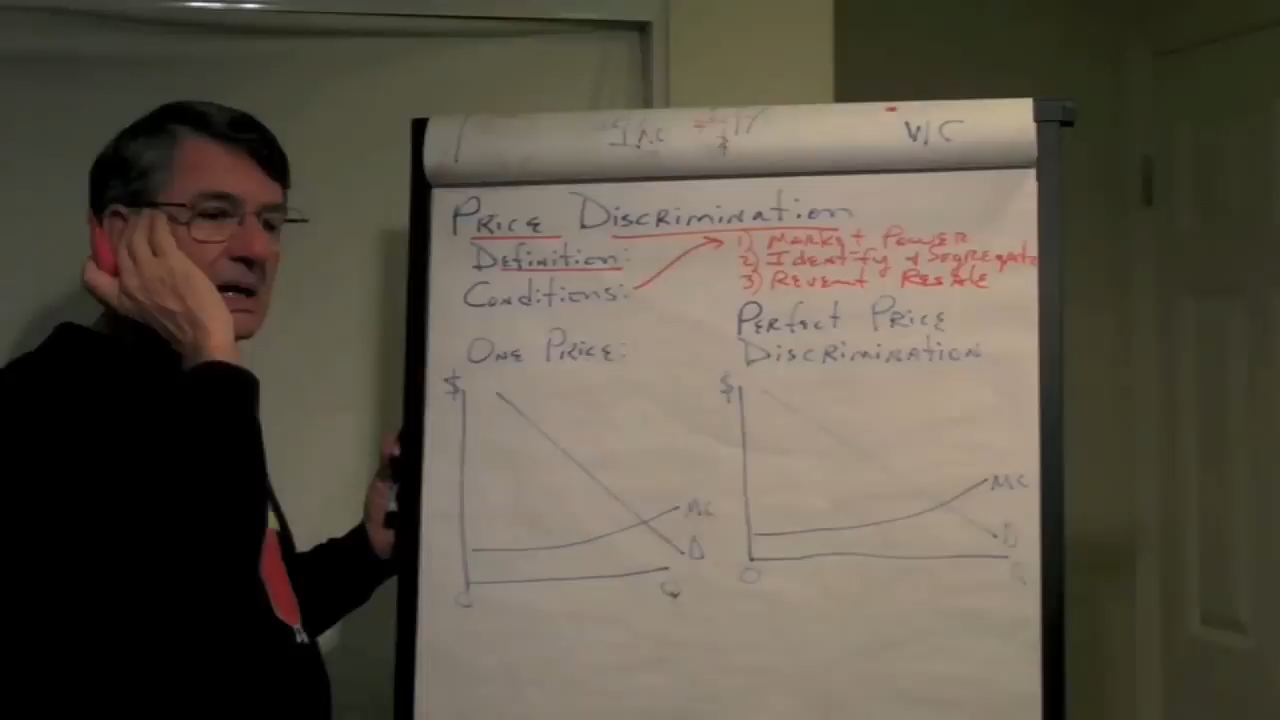 V/C
Price Discrimination
Definition:
Conditions:
1) Market Power
2) Identify + Segregate
3) Prevent Resale
One Price:
Perfect Price
Discrimination
$
MC
D
O
Q
$
MC
D
O